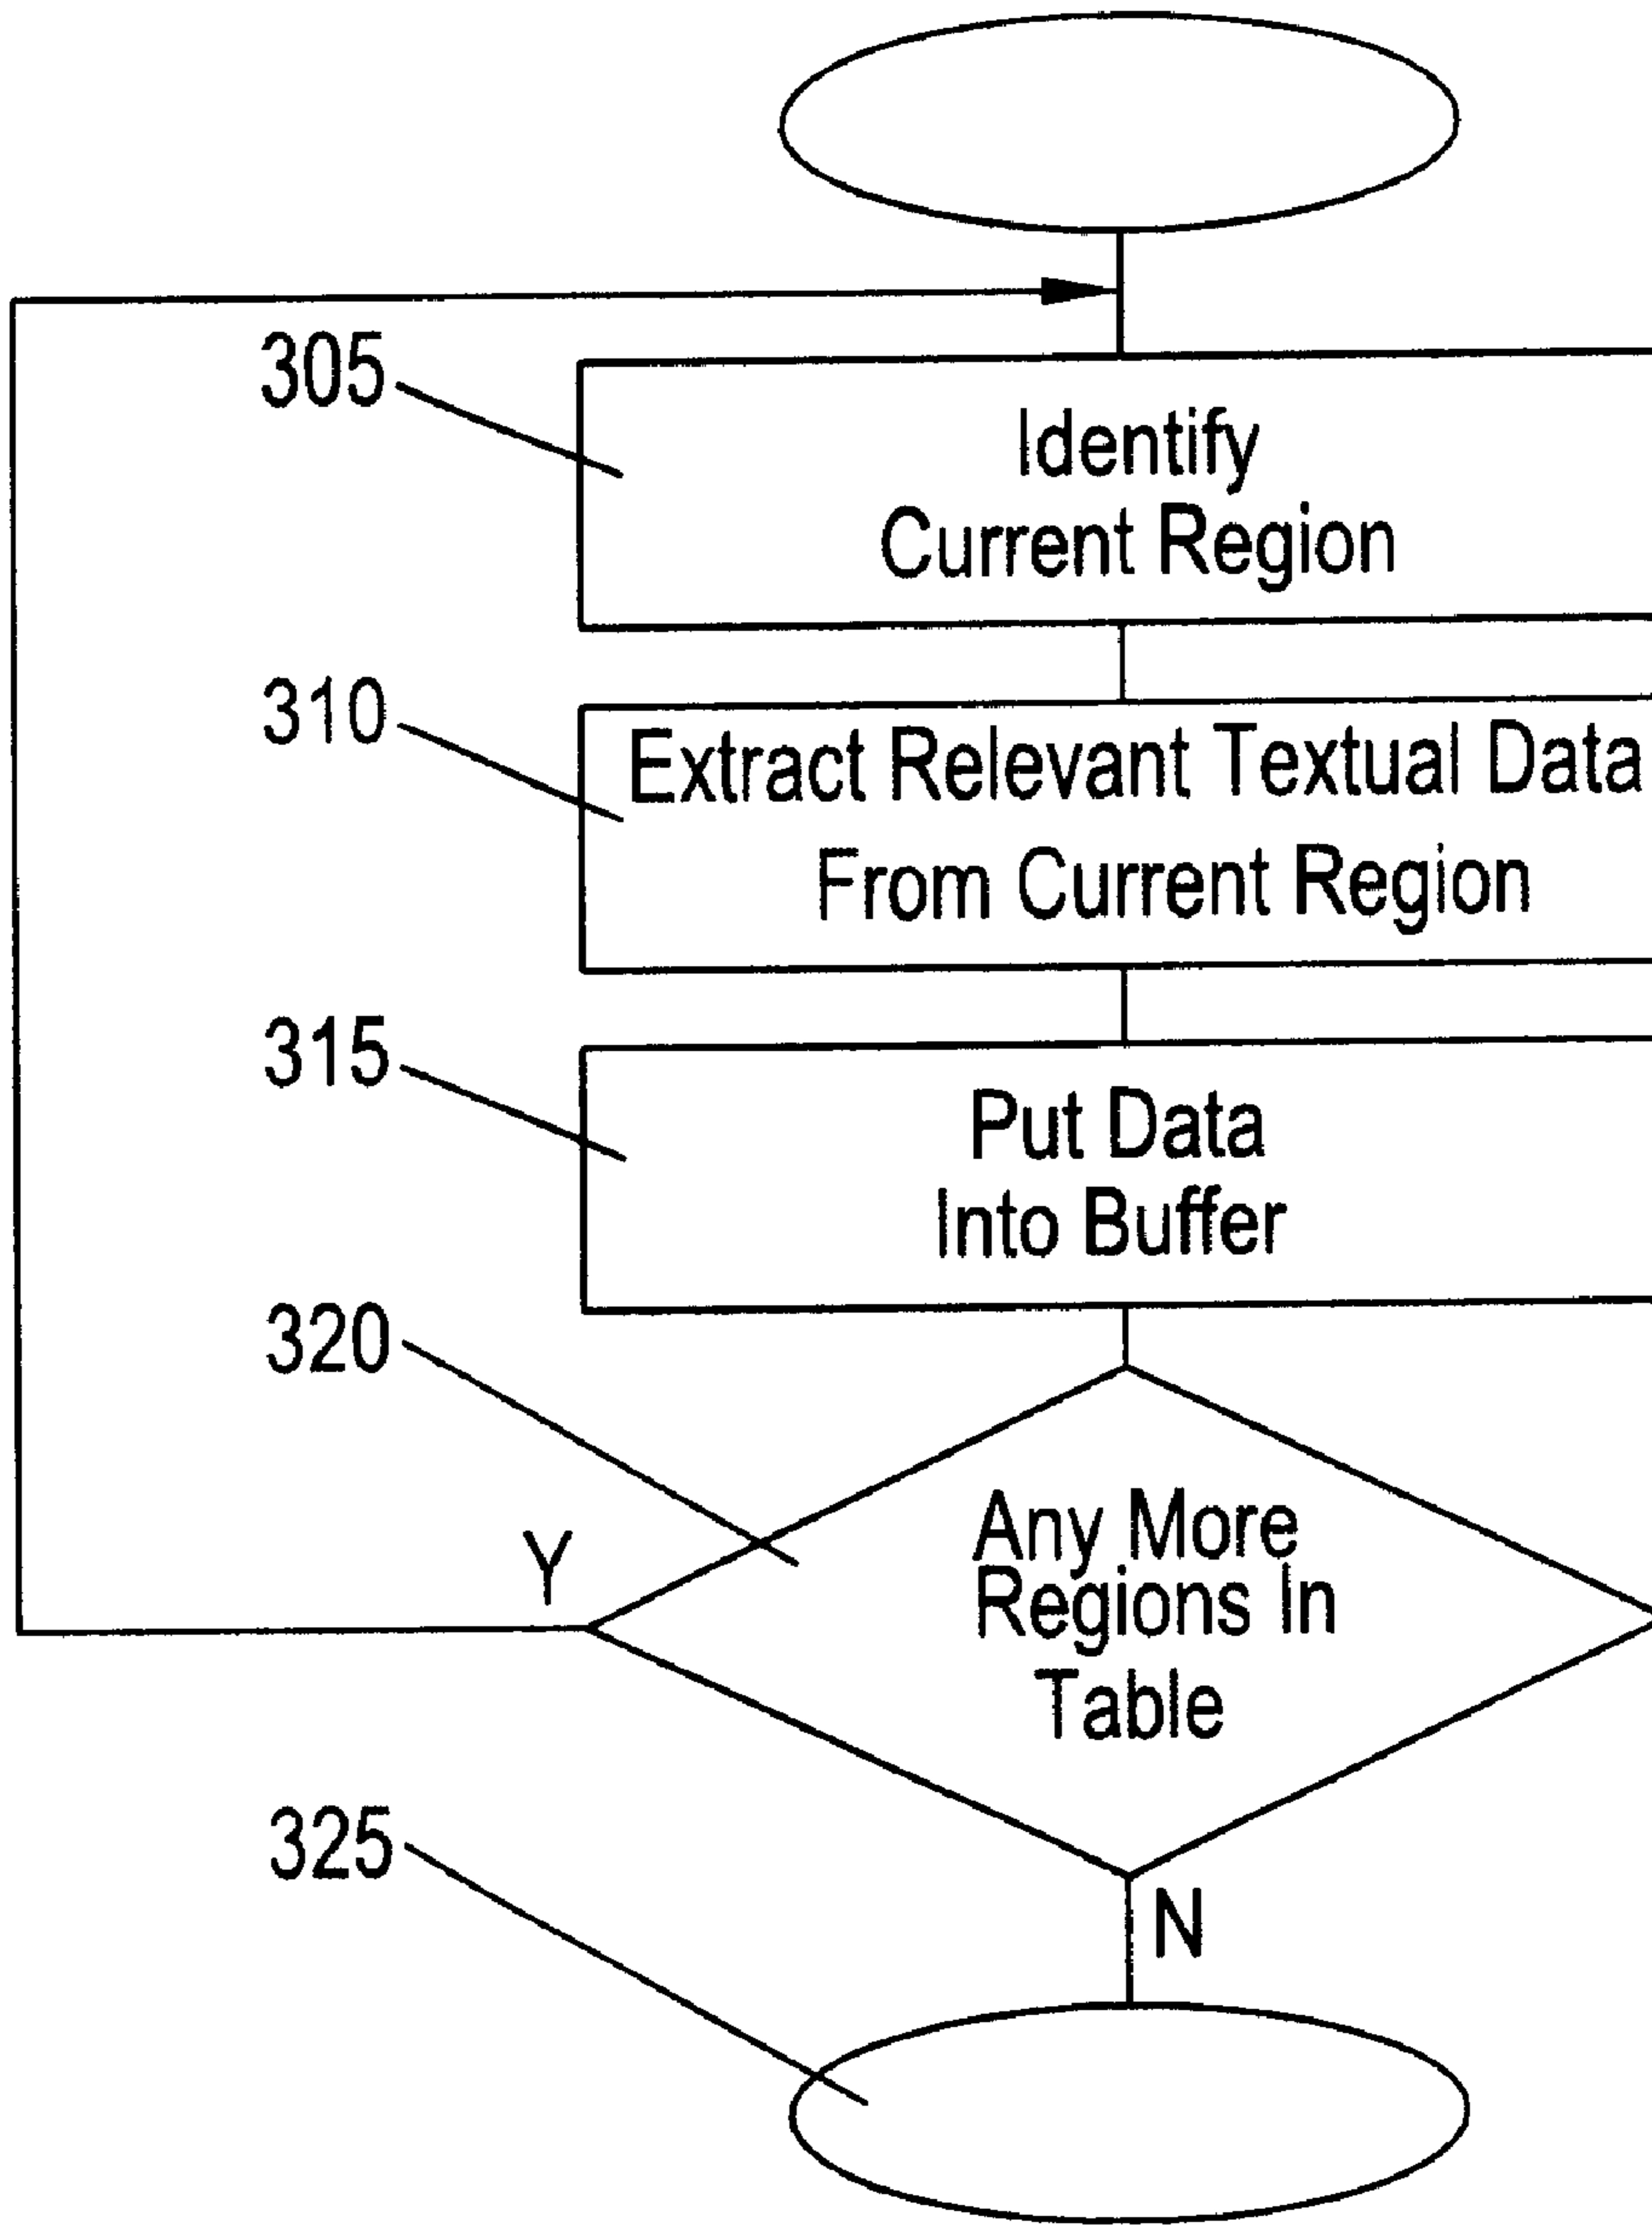 305
Identify
Current Region
310
Extract Relevant Textual Data
From Current Region
315
Put Data
Into Buffer
320
Y
Any More
Regions In
Table
325
N